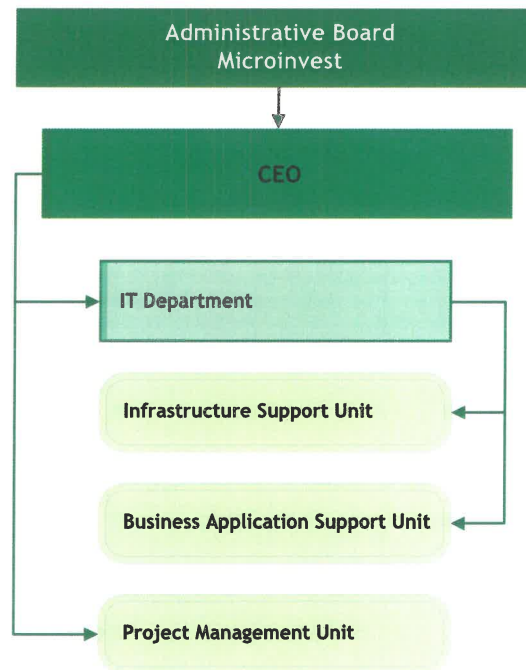 Administrative Board
Microinvest
CEO
IT Department
Infrastructure Support Unit
Business Application Support Unit
Project Management Unit